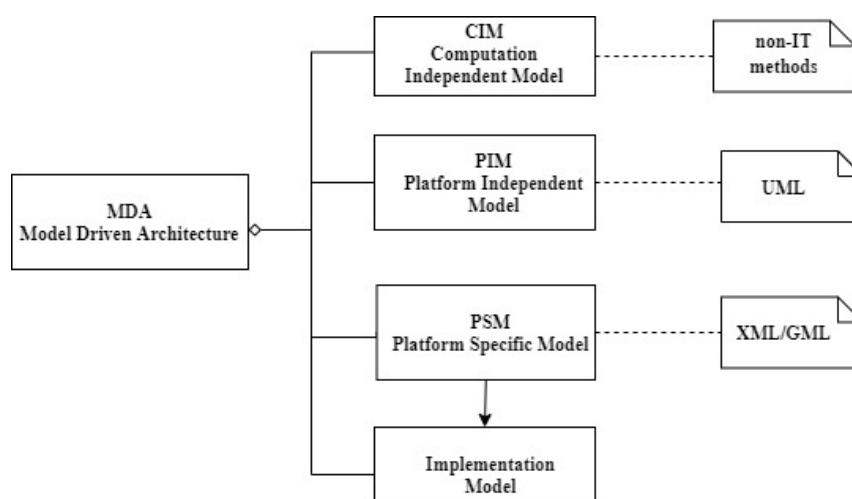 CIM
Computation
Independent Model
non-IT
methods
PIM
Platform Independent
Model
UML
MDA
Model Driven Architecture
PSM
Platform Specific Model
XML/GML
Implementation
Model